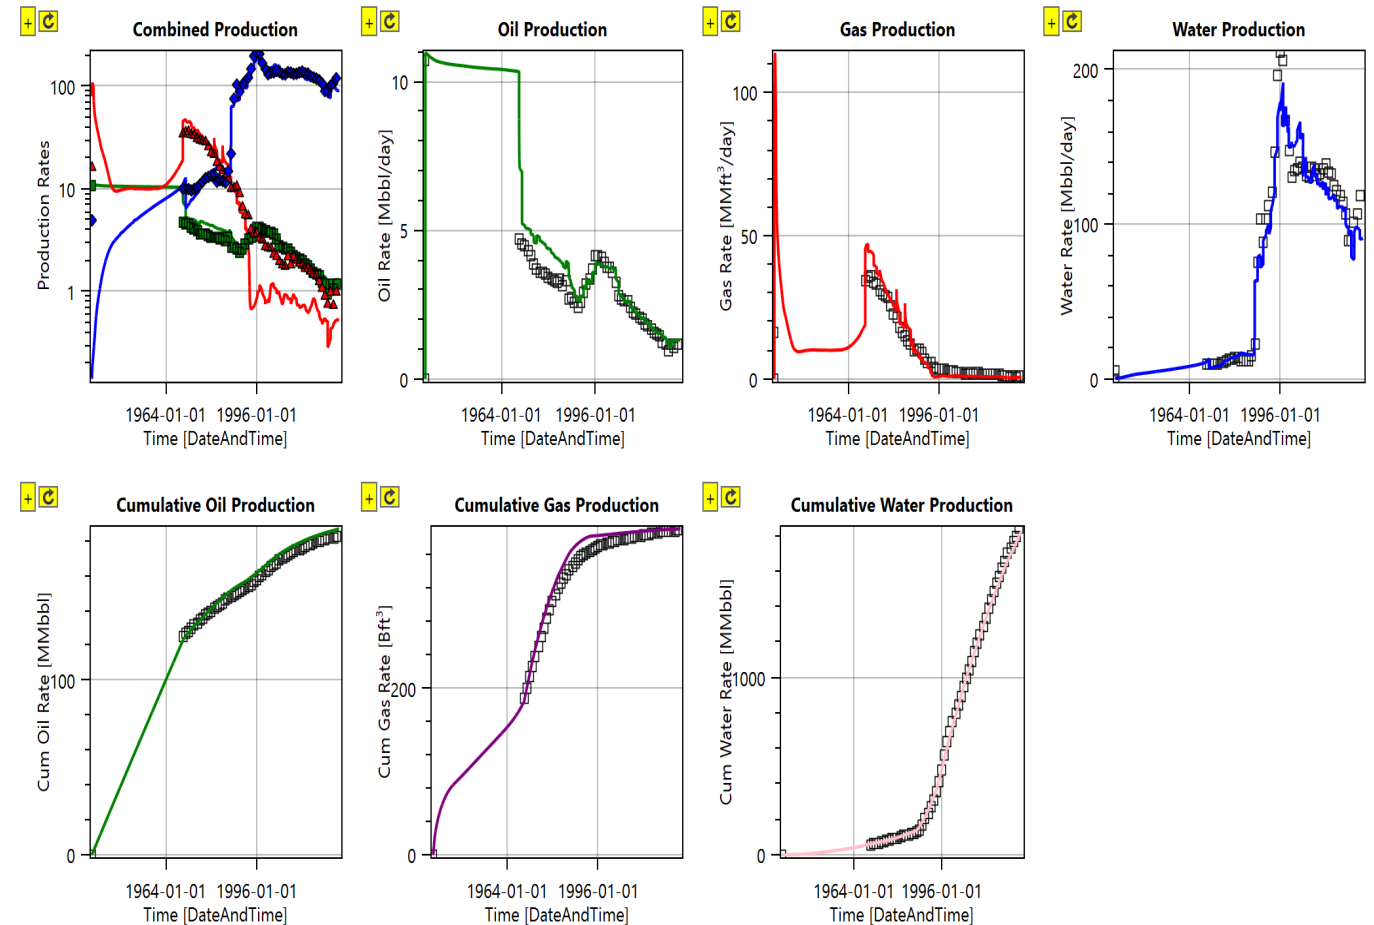 +
Combined Production
Production Rates
100
10
1
1964-01-01 1996-01-01
Time [DateAndTime]
+
Oil Production
Oil Rate [Mbbl/day]
10
5
0
1964-01-01 1996-01-01
Time [DateAndTime]
+
Gas Production
Gas Rate [MMft³/day]
100
50
0
1964-01-01 1996-01-01
Time [DateAndTime]
+
Water Production
Water Rate [Mbbl/day]
200
100
0
1964-01-01 1996-01-01
Time [DateAndTime]
+
Cumulative Oil Production
Cum Oil Rate [MMbbl]
100
0
1964-01-01 1996-01-01
Time [DateAndTime]
+
Cumulative Gas Production
Cum Gas Rate [Bft³]
200
0
1964-01-01 1996-01-01
Time [DateAndTime]
+
Cumulative Water Production
Cum Water Rate [MMbbl]
1000
0
1964-01-01 1996-01-01
Time [DateAndTime]